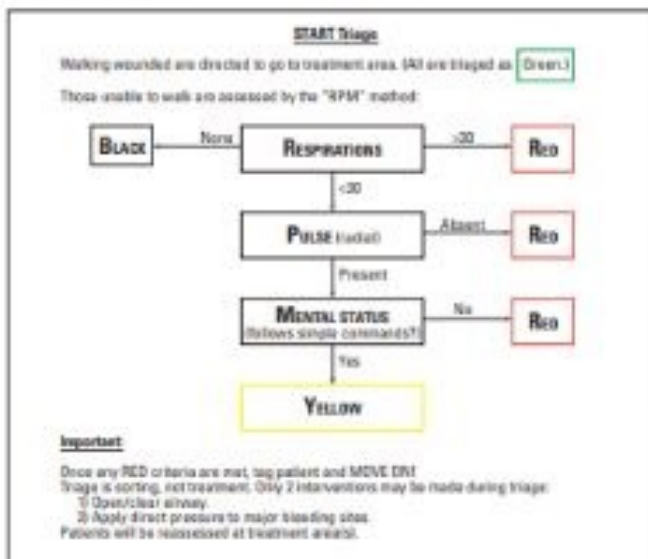 START Triage
Walking wounded are directed to go to treatment area. (All are triaged as Green.)
Those unable to walk are assessed by the "RPM" method:
BLACK
None
RESPIRATIONS
>30
RED
<30
PULSE (radial)
Absent
RED
Present
MENTAL STATUS
(follows simple commands?)
No
RED
Yes
YELLOW
Important
Once any RED criteria are met, tag patient and MOVE ON!
Triage is sorting, not treatment. Only 2 interventions may be made during triage:
1) Open/clear airway.
2) Apply direct pressure to major bleeding sites.
Patients will be reassessed at treatment area(s).